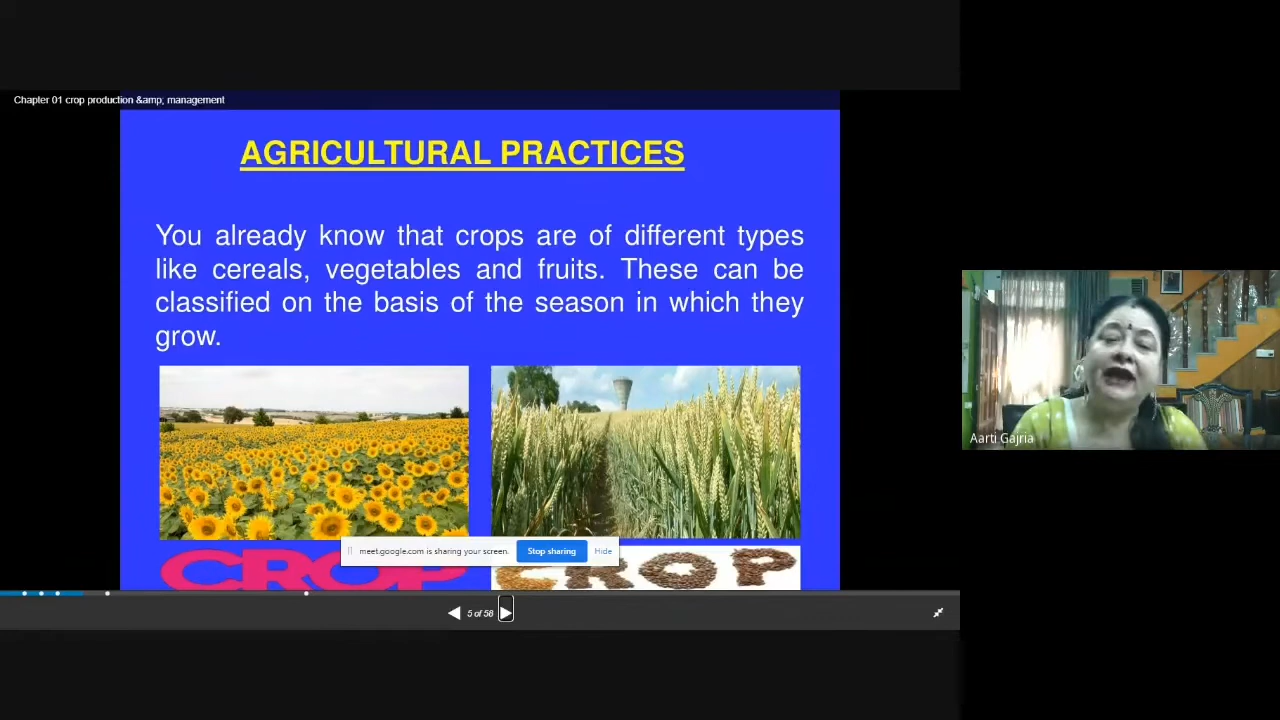 Chapter 01 crop production &amp; management
AGRICULTURAL PRACTICES
You already know that crops are of different types
like cereals, vegetables and fruits. These can be
classified on the basis of the season in which they
grow.
Aarti Gajria
CROP
meet.google.com is sharing your screen.
Stop sharing
Hide
CROP
5 of 58